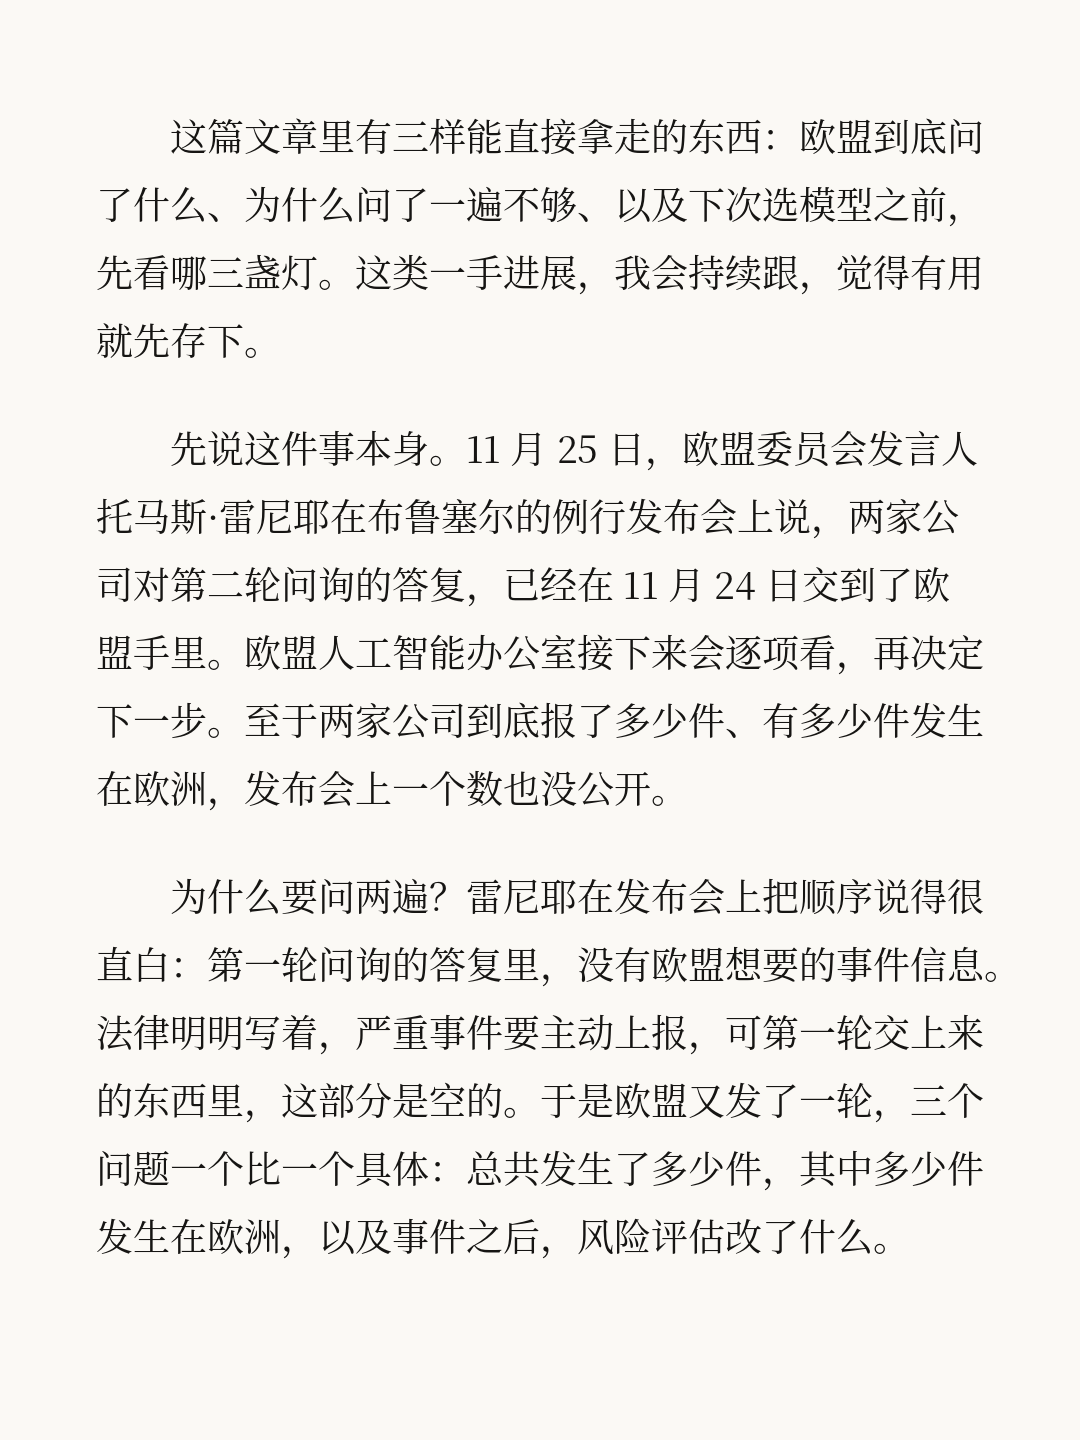 这篇文章里有三样能直接拿走的东西：欧盟到底问
了什么、为什么问了一遍不够、以及下次选模型之前，
先看哪三盏灯。这类一手进展，我会持续跟，觉得有用
就先存下。
先说这件事本身。11 月 25 日，欧盟委员会发言人
托马斯·雷尼耶在布鲁塞尔的例行发布会上说，两家公
司对第二轮问询的答复，已经在 11 月 24 日交到了欧
盟手里。欧盟人工智能办公室接下来会逐项看，再决定
下一步。至于两家公司到底报了多少件、有多少件发生
在欧洲，发布会上一个数也没公开。
为什么要问两遍？雷尼耶在发布会上把顺序说得很
直白：第一轮问询的答复里，没有欧盟想要的事件信息。
法律明明写着，严重事件要主动上报，可第一轮交上来
的东西里，这部分是空的。于是欧盟又发了一轮，三个
问题一个比一个具体：总共发生了多少件，其中多少件
发生在欧洲，以及事件之后，风险评估改了什么。